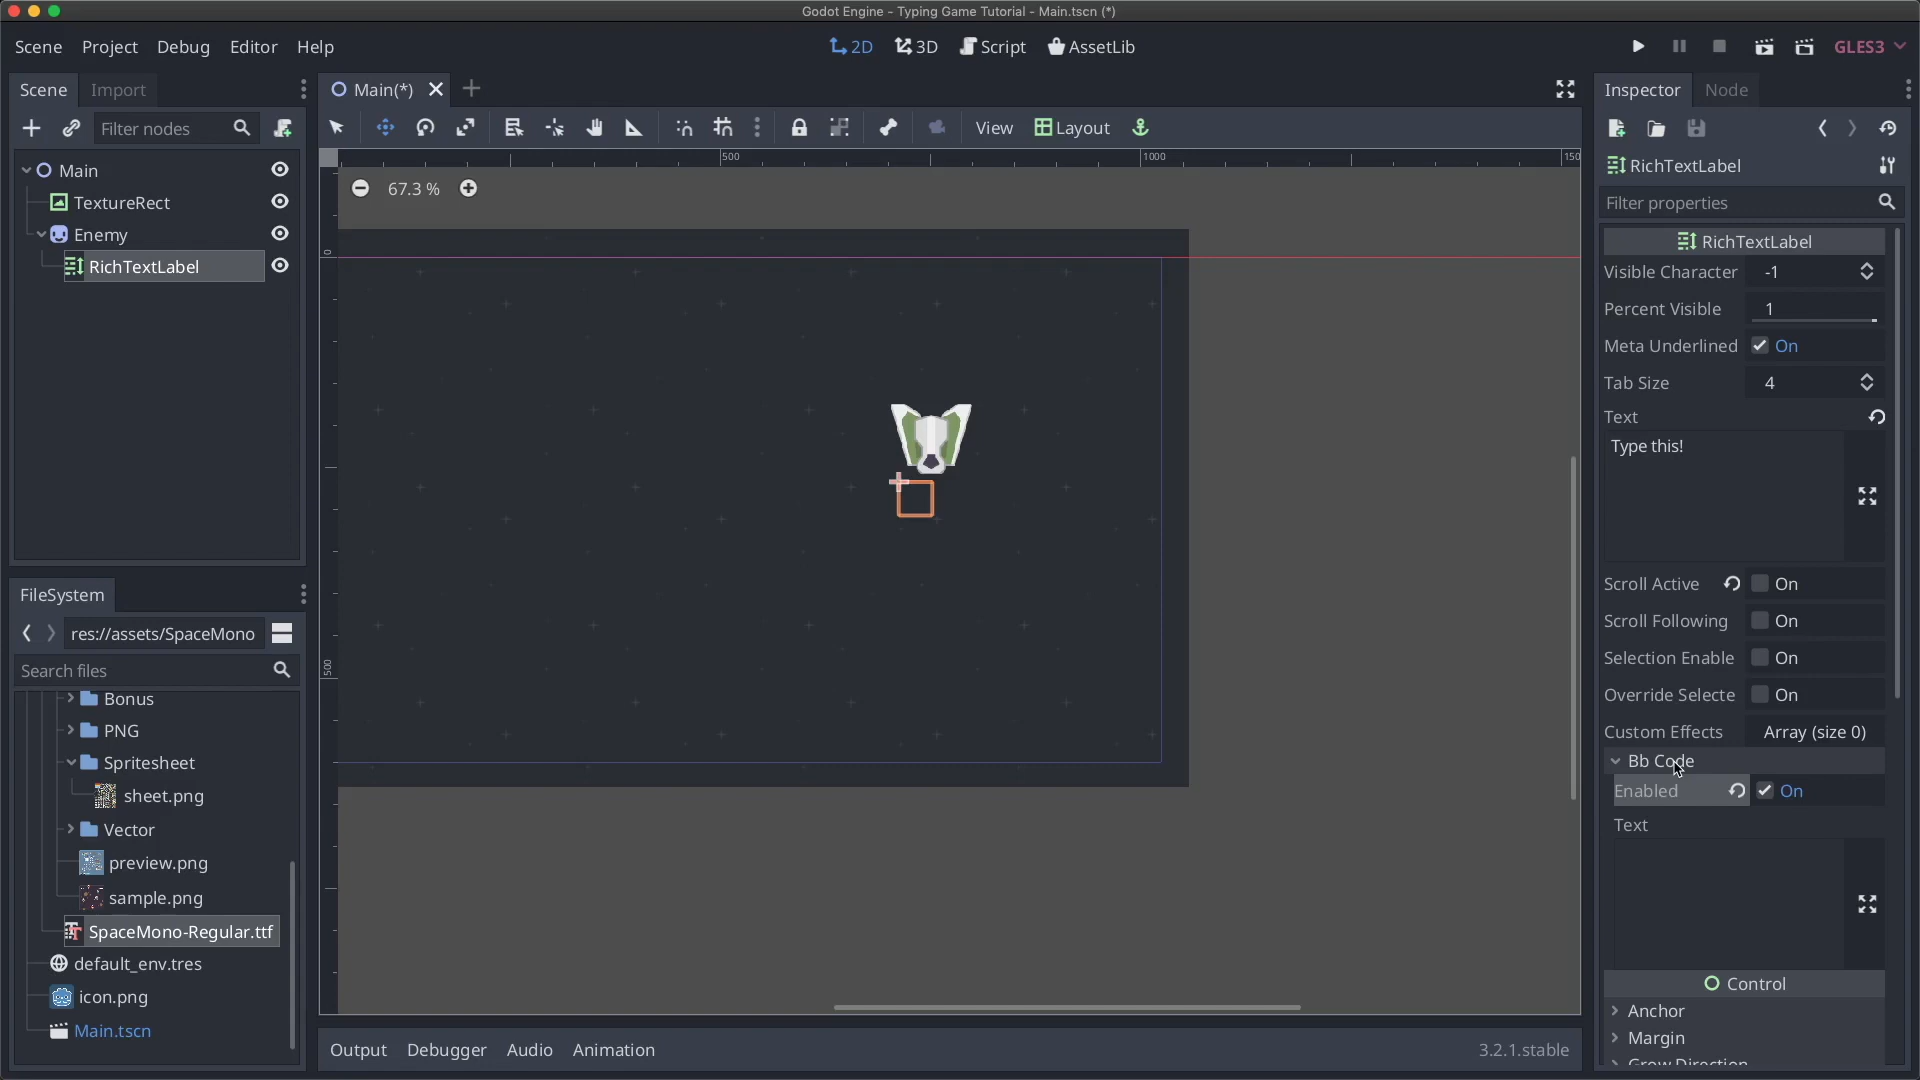 Godot Engine - Typing Game Tutorial - Main.tscn (*)
Scene Project Debug Editor Help
2D 3D Script AssetLib
GLES3
Scene Import
Filter nodes
Main
TextureRect
Enemy
RichTextLabel
FileSystem
res://assets/SpaceMono
Search files
Bonus
PNG
Spritesheet
sheet.png
Vector
preview.png
sample.png
SpaceMono-Regular.ttf
default_env.tres
icon.png
Main.tscn
Main(*)
View Layout
500 1000 150
67.3 %
0
500
Output Debugger Audio Animation
3.2.1.stable
Inspector Node
RichTextLabel
Filter properties
RichTextLabel
Visible Character -1
Percent Visible 1
Meta Underlined On
Tab Size 4
Text
Type this!
Scroll Active On
Scroll Following On
Selection Enable On
Override Selecte On
Custom Effects Array (size 0)
Bb Code
Enabled On
Text
Control
Anchor
Margin
Grow Direction